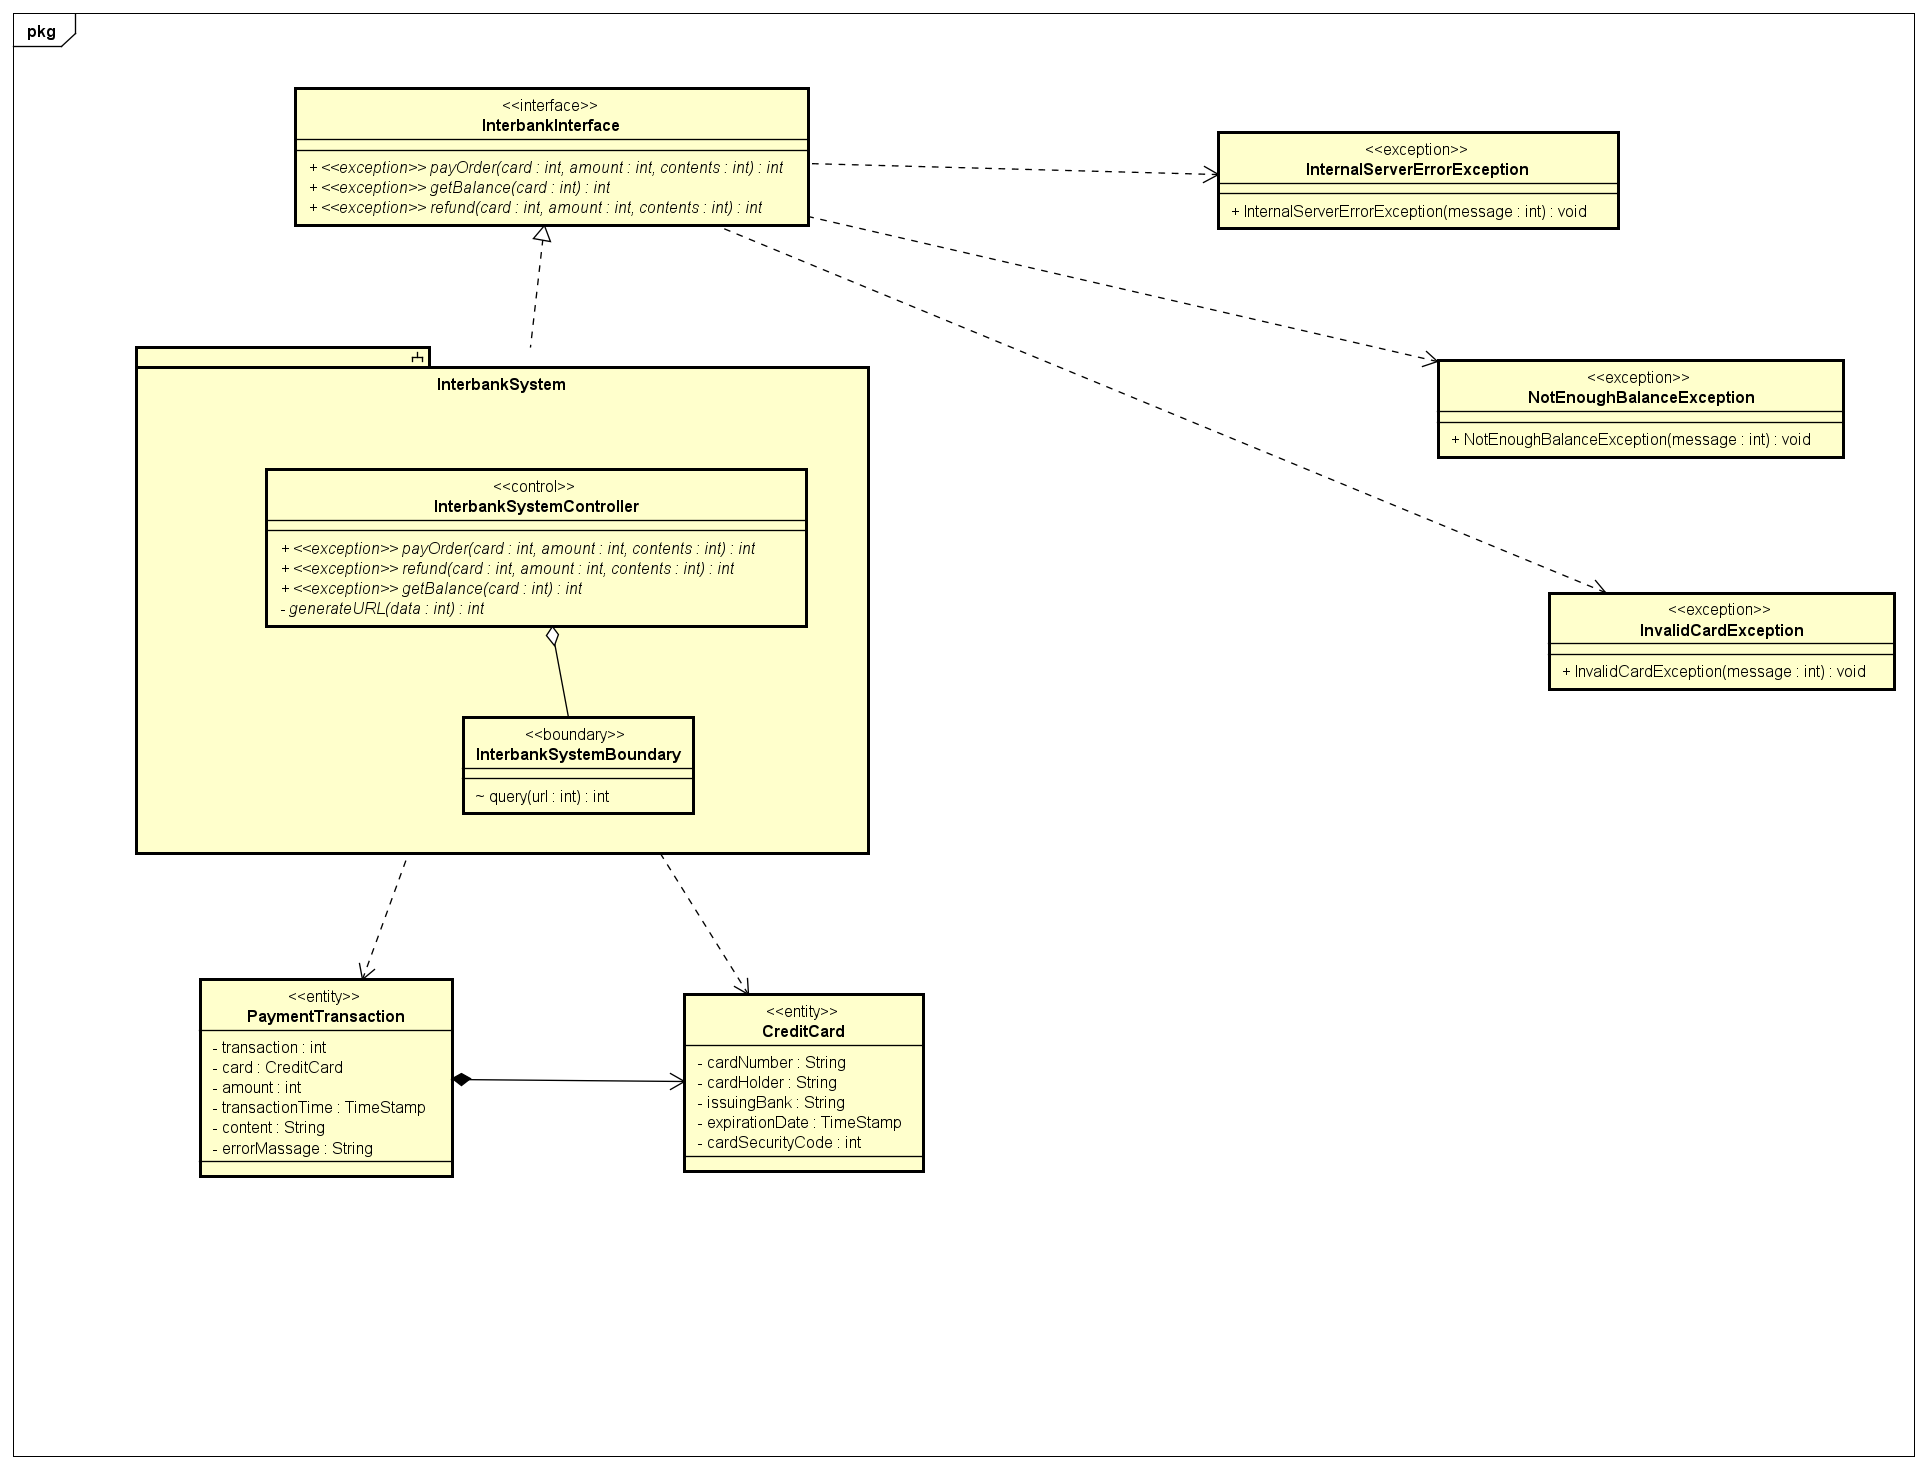 pkg
<<interface>>
InterbankInterface
+ <<exception>> payOrder(card : int, amount : int, contents : int) : int
+ <<exception>> getBalance(card : int) : int
+ <<exception>> refund(card : int, amount : int, contents : int) : int
<<exception>>
InternalServerErrorException
+ InternalServerErrorException(message : int) : void
<<exception>>
NotEnoughBalanceException
+ NotEnoughBalanceException(message : int) : void
<<exception>>
InvalidCardException
+ InvalidCardException(message : int) : void
InterbankSystem
<<control>>
InterbankSystemController
+ <<exception>> payOrder(card : int, amount : int, contents : int) : int
+ <<exception>> refund(card : int, amount : int, contents : int) : int
+ <<exception>> getBalance(card : int) : int
- generateURL(data : int) : int
<<boundary>>
InterbankSystemBoundary
~ query(url : int) : int
<<entity>>
PaymentTransaction
- transaction : int
- card : CreditCard
- amount : int
- transactionTime : TimeStamp
- content : String
- errorMassage : String
<<entity>>
CreditCard
- cardNumber : String
- cardHolder : String
- issuingBank : String
- expirationDate : TimeStamp
- cardSecurityCode : int